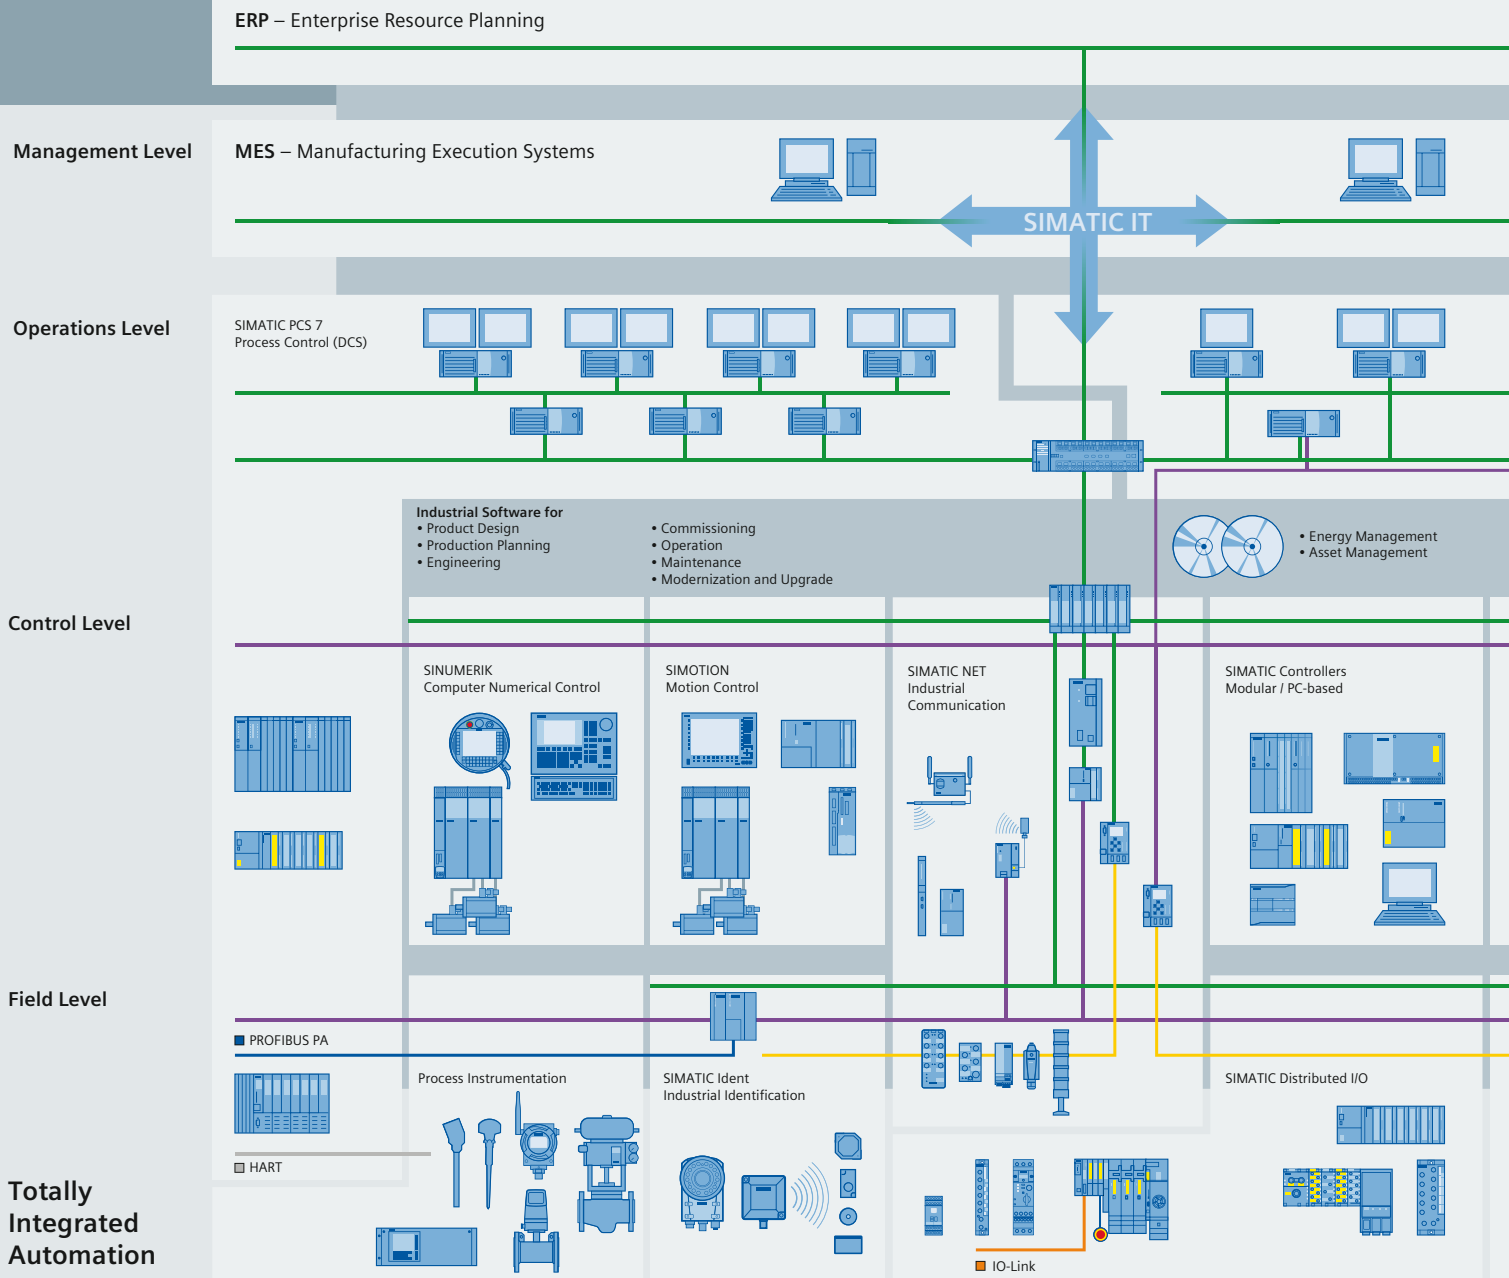 ERP – Enterprise Resource Planning
Management Level
MES – Manufacturing Execution Systems
SIMATIC IT
Operations Level
SIMATIC PCS 7
Process Control (DCS)
Industrial Software for
• Product Design
• Production Planning
• Engineering
• Commissioning
• Operation
• Maintenance
• Modernization and Upgrade
• Energy Management
• Asset Management
Control Level
SINUMERIK
Computer Numerical Control
SIMOTION
Motion Control
SIMATIC NET
Industrial
Communication
SIMATIC Controllers
Modular / PC-based
Field Level
PROFIBUS PA
Process Instrumentation
SIMATIC Ident
Industrial Identification
SIMATIC Distributed I/O
HART
Totally
Integrated
Automation
IO-Link